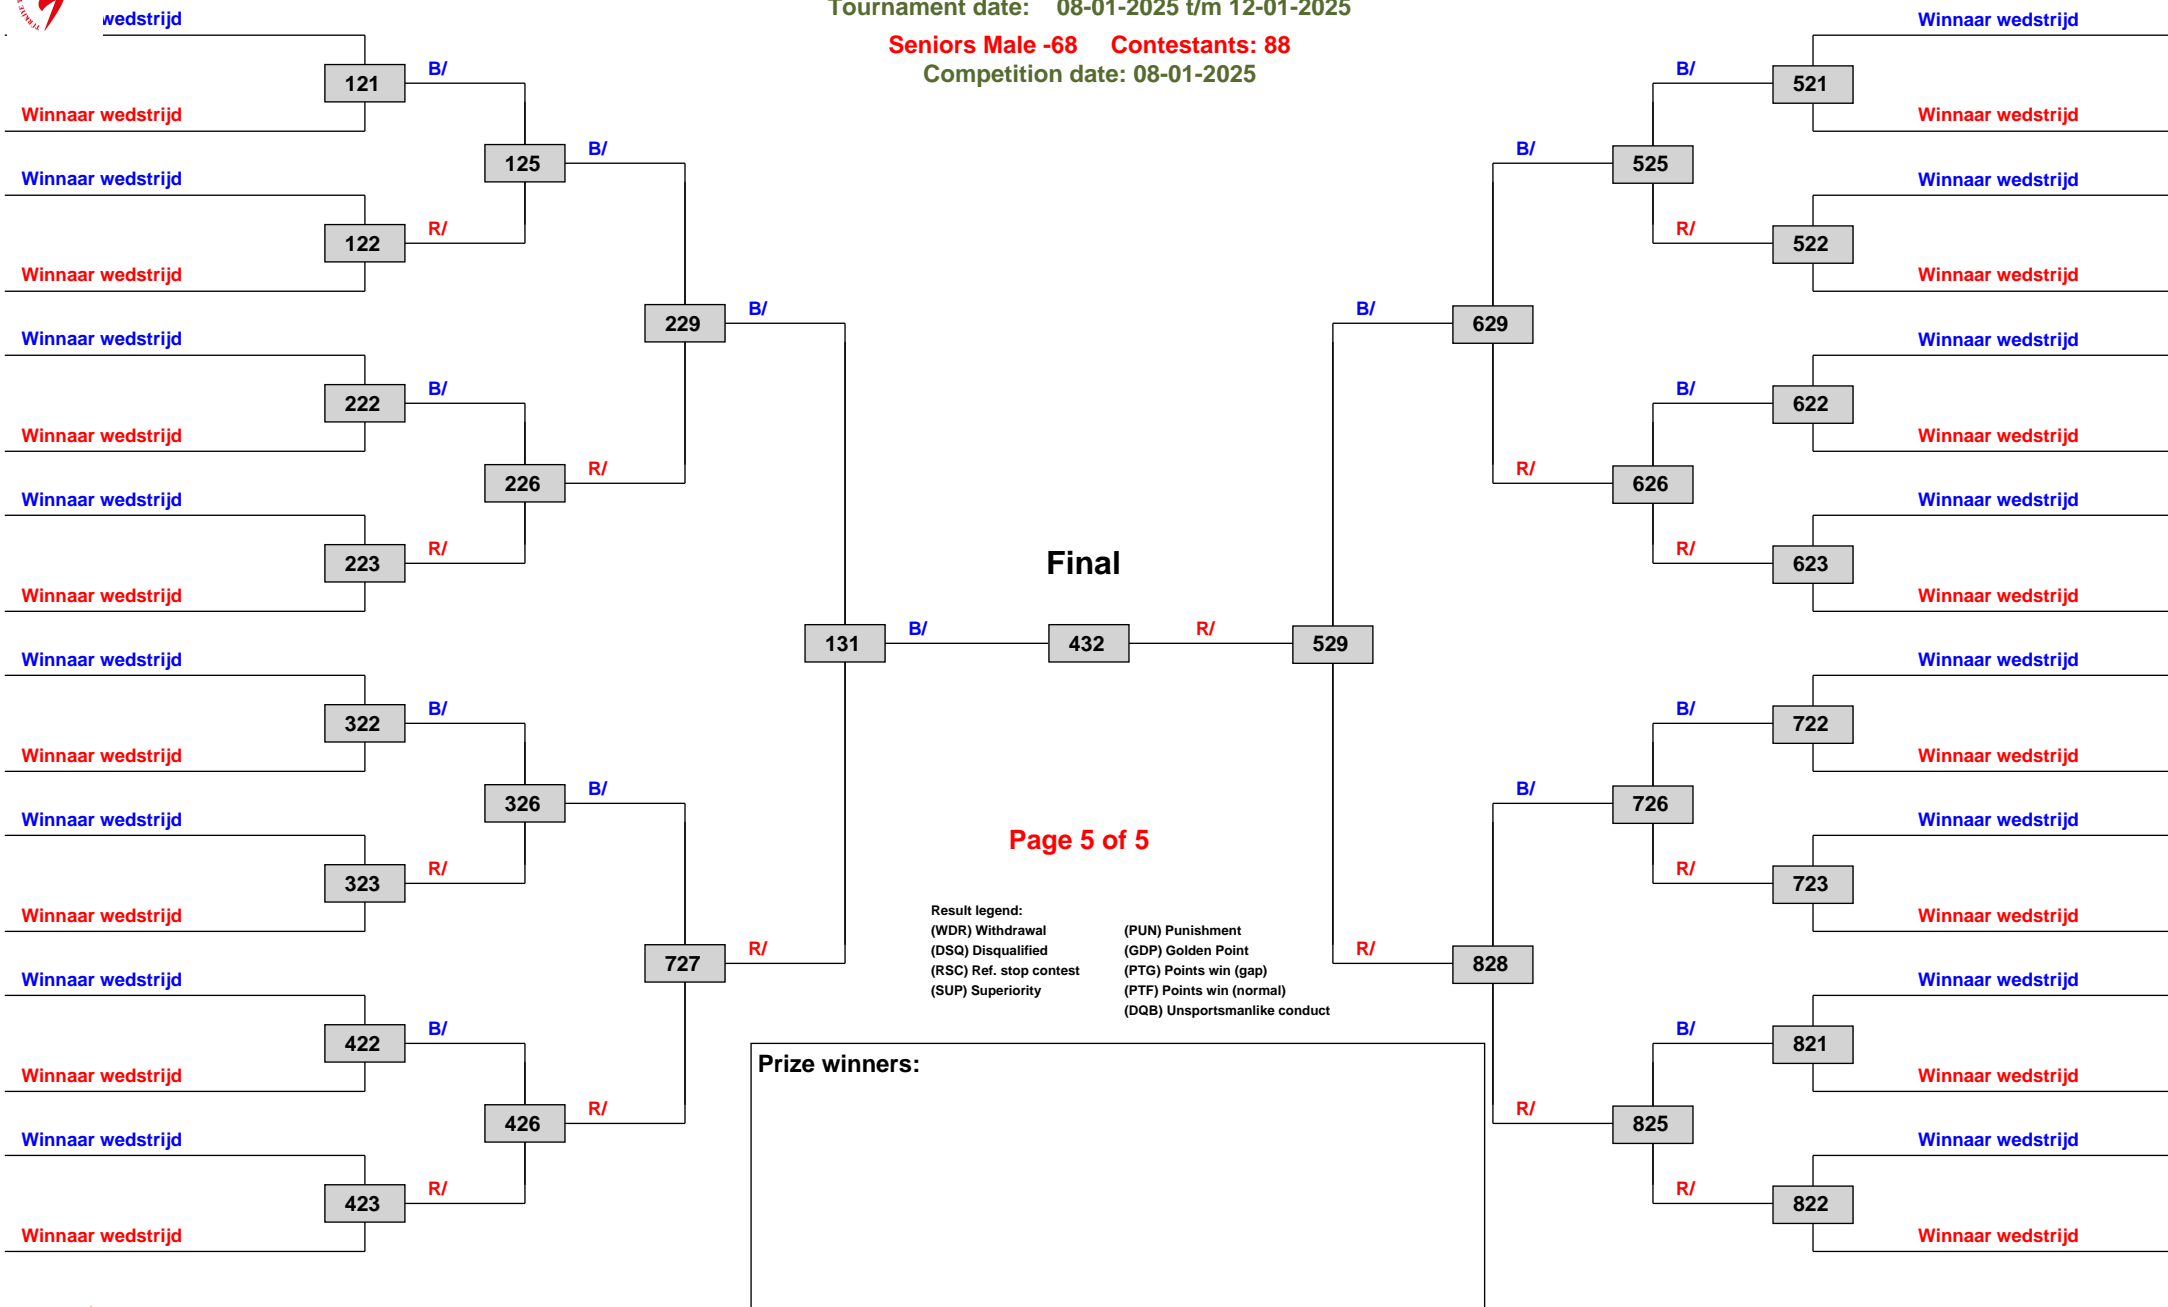 Tournament date: 08-01-2025 t/m 12-01-2025
Seniors Male -68 Contestants: 88
Competition date: 08-01-2025
wedstrijd
121
B/
Winnaar wedstrijd
125
B/
Winnaar wedstrijd
122
R/
Winnaar wedstrijd
229
B/
Winnaar wedstrijd
222
B/
Winnaar wedstrijd
226
R/
Winnaar wedstrijd
223
R/
Winnaar wedstrijd
131
B/
Winnaar wedstrijd
322
B/
Winnaar wedstrijd
326
B/
Winnaar wedstrijd
323
R/
Winnaar wedstrijd
727
R/
Winnaar wedstrijd
422
B/
Winnaar wedstrijd
426
R/
Winnaar wedstrijd
423
R/
Winnaar wedstrijd
Final
432
R/
529
Winnaar wedstrijd
B/
521
Winnaar wedstrijd
B/
525
Winnaar wedstrijd
R/
522
Winnaar wedstrijd
B/
629
Winnaar wedstrijd
B/
622
Winnaar wedstrijd
R/
626
Winnaar wedstrijd
R/
623
Winnaar wedstrijd
Winnaar wedstrijd
B/
722
Winnaar wedstrijd
B/
726
Winnaar wedstrijd
R/
723
Winnaar wedstrijd
R/
828
Winnaar wedstrijd
B/
821
Winnaar wedstrijd
R/
825
Winnaar wedstrijd
R/
822
Winnaar wedstrijd
Page 5 of 5
Result legend:
(WDR) Withdrawal (PUN) Punishment
(DSQ) Disqualified (GDP) Golden Point
(RSC) Ref. stop contest (PTG) Points win (gap)
(SUP) Superiority (PTF) Points win (normal)
(DQB) Unsportsmanlike conduct
Prize winners: